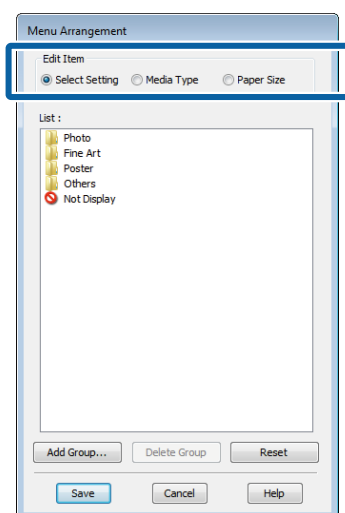 Menu Arrangement
Edit Item
Select Setting Media Type Paper Size
List :
Photo
Fine Art
Poster
Others
Not Display
Add Group... Delete Group Reset
Save Cancel Help